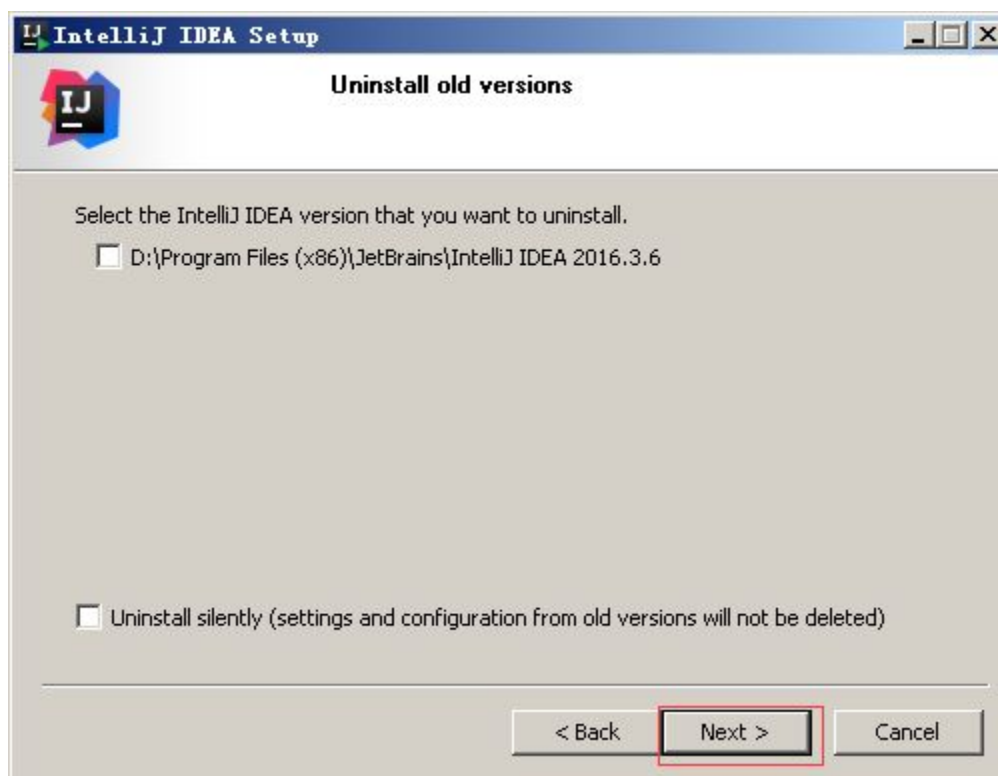 IJ IntelliJ IDEA Setup
IJ
Uninstall old versions
Select the IntelliJ IDEA version that you want to uninstall.
D:\Program Files (x86)\JetBrains\IntelliJ IDEA 2016.3.6
Uninstall silently (settings and configuration from old versions will not be deleted)
< Back Next > Cancel